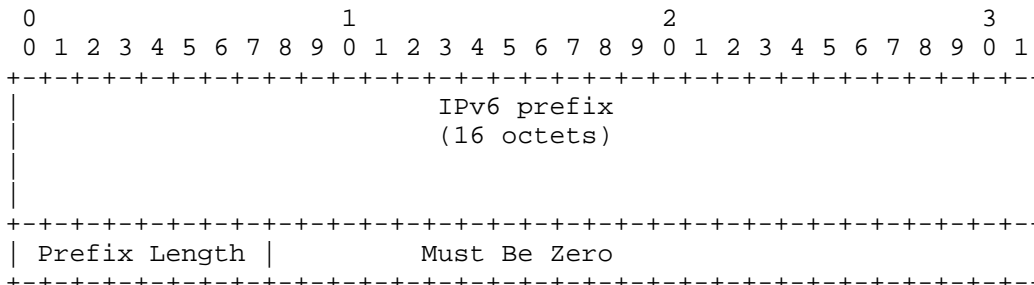 0                   1                   2                   3
 0 1 2 3 4 5 6 7 8 9 0 1 2 3 4 5 6 7 8 9 0 1 2 3 4 5 6 7 8 9 0 1
+-+-+-+-+-+-+-+-+-+-+-+-+-+-+-+-+-+-+-+-+-+-+-+-+-+-+-+-+-+-+-+-
|                          IPv6 prefix
|                          (16 octets)
|
|
+-+-+-+-+-+-+-+-+-+-+-+-+-+-+-+-+-+-+-+-+-+-+-+-+-+-+-+-+-+-+-+-
| Prefix Length |         Must Be Zero
+-+-+-+-+-+-+-+-+-+-+-+-+-+-+-+-+-+-+-+-+-+-+-+-+-+-+-+-+-+-+-+-